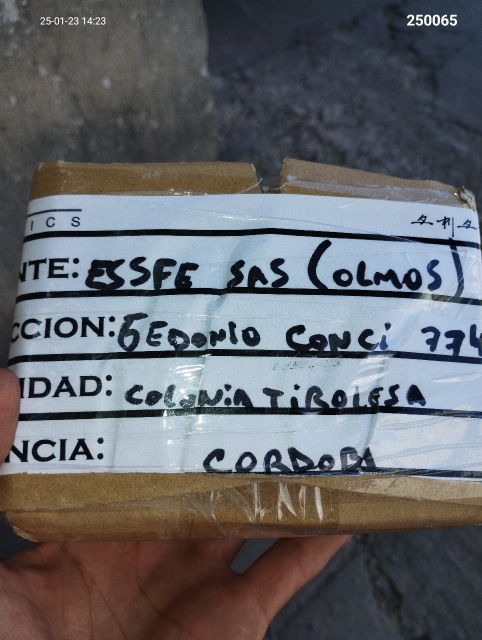 25-01-23 14:23
250065
ICS
NTE: ESSFE SAS (OLMOS)
CCION: GEDONIO CONCI 774
IDAD: COLONIA TIROLESA
NCIA: CORDOBA